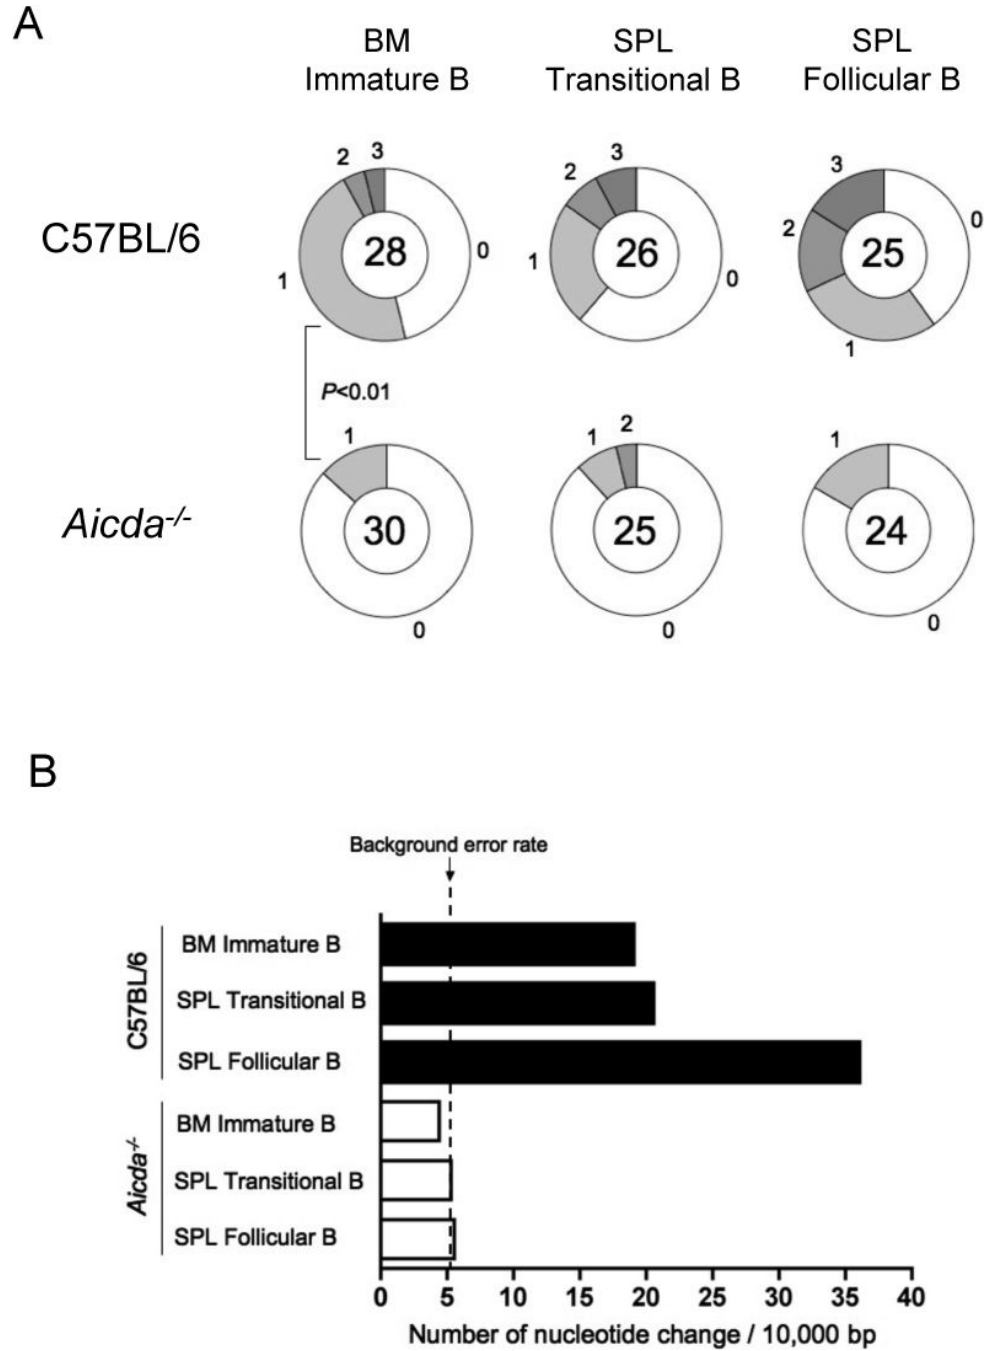 A
BM
Immature B
SPL
Transitional B
SPL
Follicular B
C57BL/6
2 3
1
0
28
3
2
1
0
26
3
2
0
1
25
P<0.01
Aicda-/-
1
30
0
1 2
25
0
1
24
0
B
Background error rate
C57BL/6
BM Immature B
SPL Transitional B
SPL Follicular B
Aicda-/-
BM Immature B
SPL Transitional B
SPL Follicular B
0 5 10 15 20 25 30 35 40
Number of nucleotide change / 10,000 bp